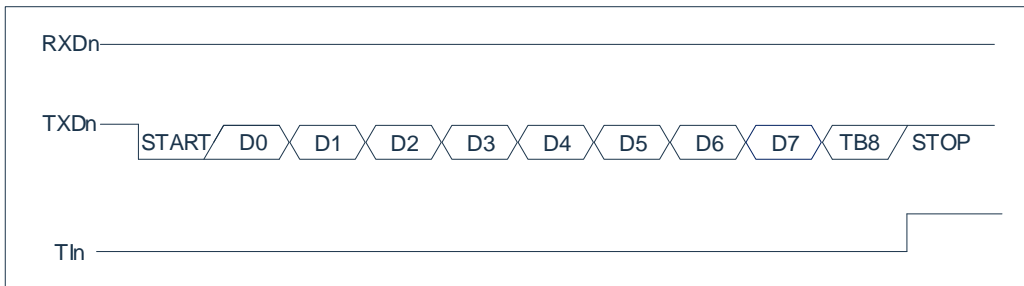 RXDn
TXDn
START D0 D1 D2 D3 D4 D5 D6 D7 TB8 STOP
TIn